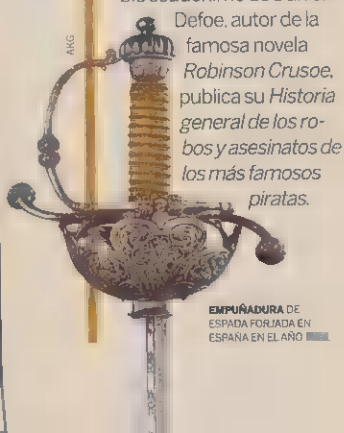 Defoe, autor de la
famosa novela
Robinson Crusoe,
publica su Historia
general de los ro-
bos y asesinatos de
los más famosos
piratas.
AKG
EMPUÑADURA DE
ESPADA FORJADA EN
ESPAÑA EN EL AÑO